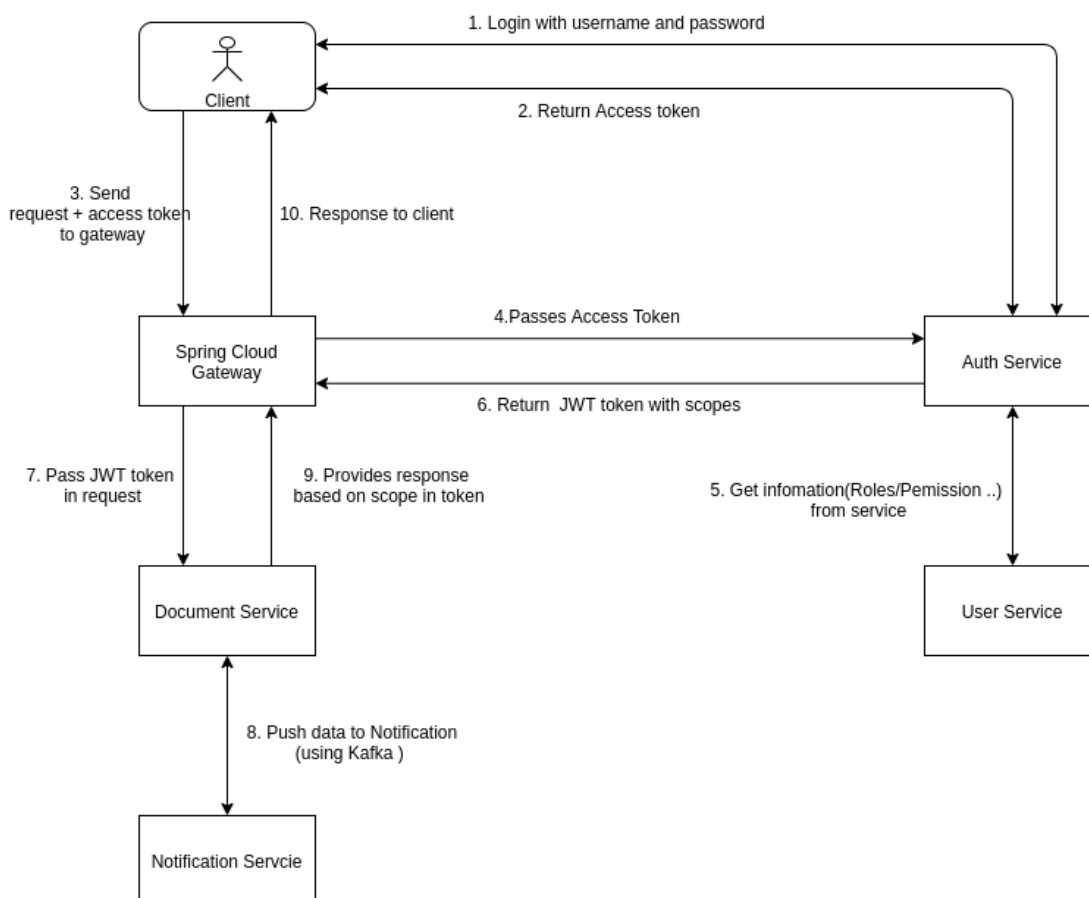 1. Login with username and password
Client
2. Return Access token
3. Send
request + access token
to gateway
10. Response to client
4.Passes Access Token
Spring Cloud
Gateway
Auth Service
6. Return  JWT token with scopes
7. Pass JWT token
in request
9. Provides response
based on scope in token
5. Get infomation(Roles/Pemission ..)
from service
Document Service
User Service
8. Push data to Notification
(using Kafka )
Notification Servcie